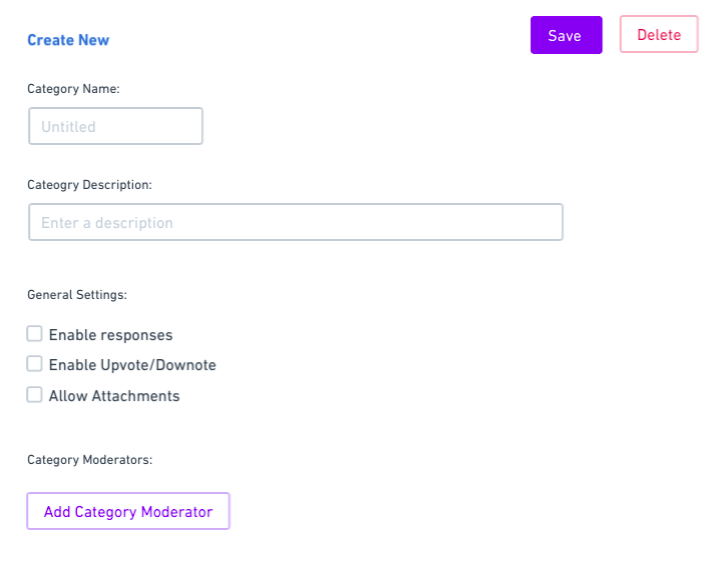 Create New
Save
Delete
Category Name:
Untitled
Cateogry Description:
Enter a description
General Settings:
Enable responses
Enable Upvote/Downote
Allow Attachments
Category Moderators:
Add Category Moderator